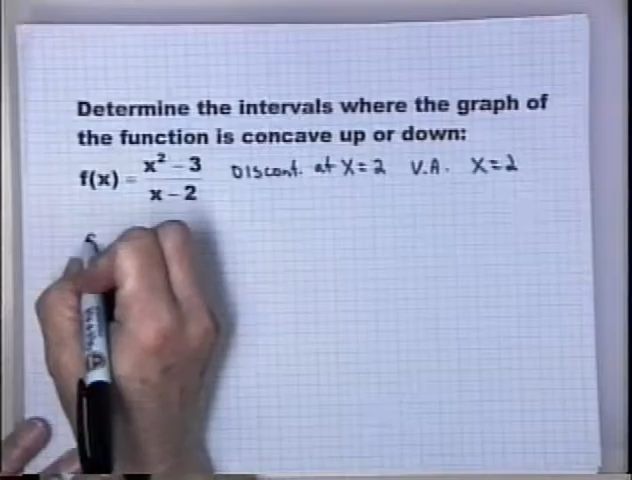 Determine the intervals where the graph of
the function is concave up or down:
f(x) = x² - 3 / x - 2 Discont. at x = 2 V.A. x = 2